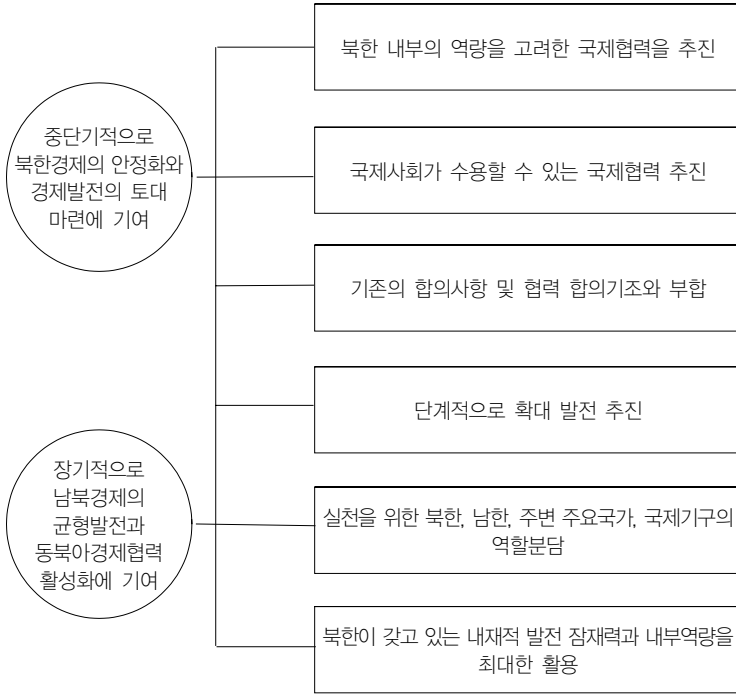 중단기적으로
북한경제의 안정화와
경제발전의 토대
마련에 기여
장기적으로
남북경제의
균형발전과
동북아경제협력
활성화에 기여
북한 내부의 역량을 고려한 국제협력을 추진
국제사회가 수용할 수 있는 국제협력 추진
기존의 합의사항 및 협력 합의기조와 부합
단계적으로 확대 발전 추진
실천을 위한 북한, 남한, 주변 주요국가, 국제기구의
역할분담
북한이 갖고 있는 내재적 발전 잠재력과 내부역량을
최대한 활용